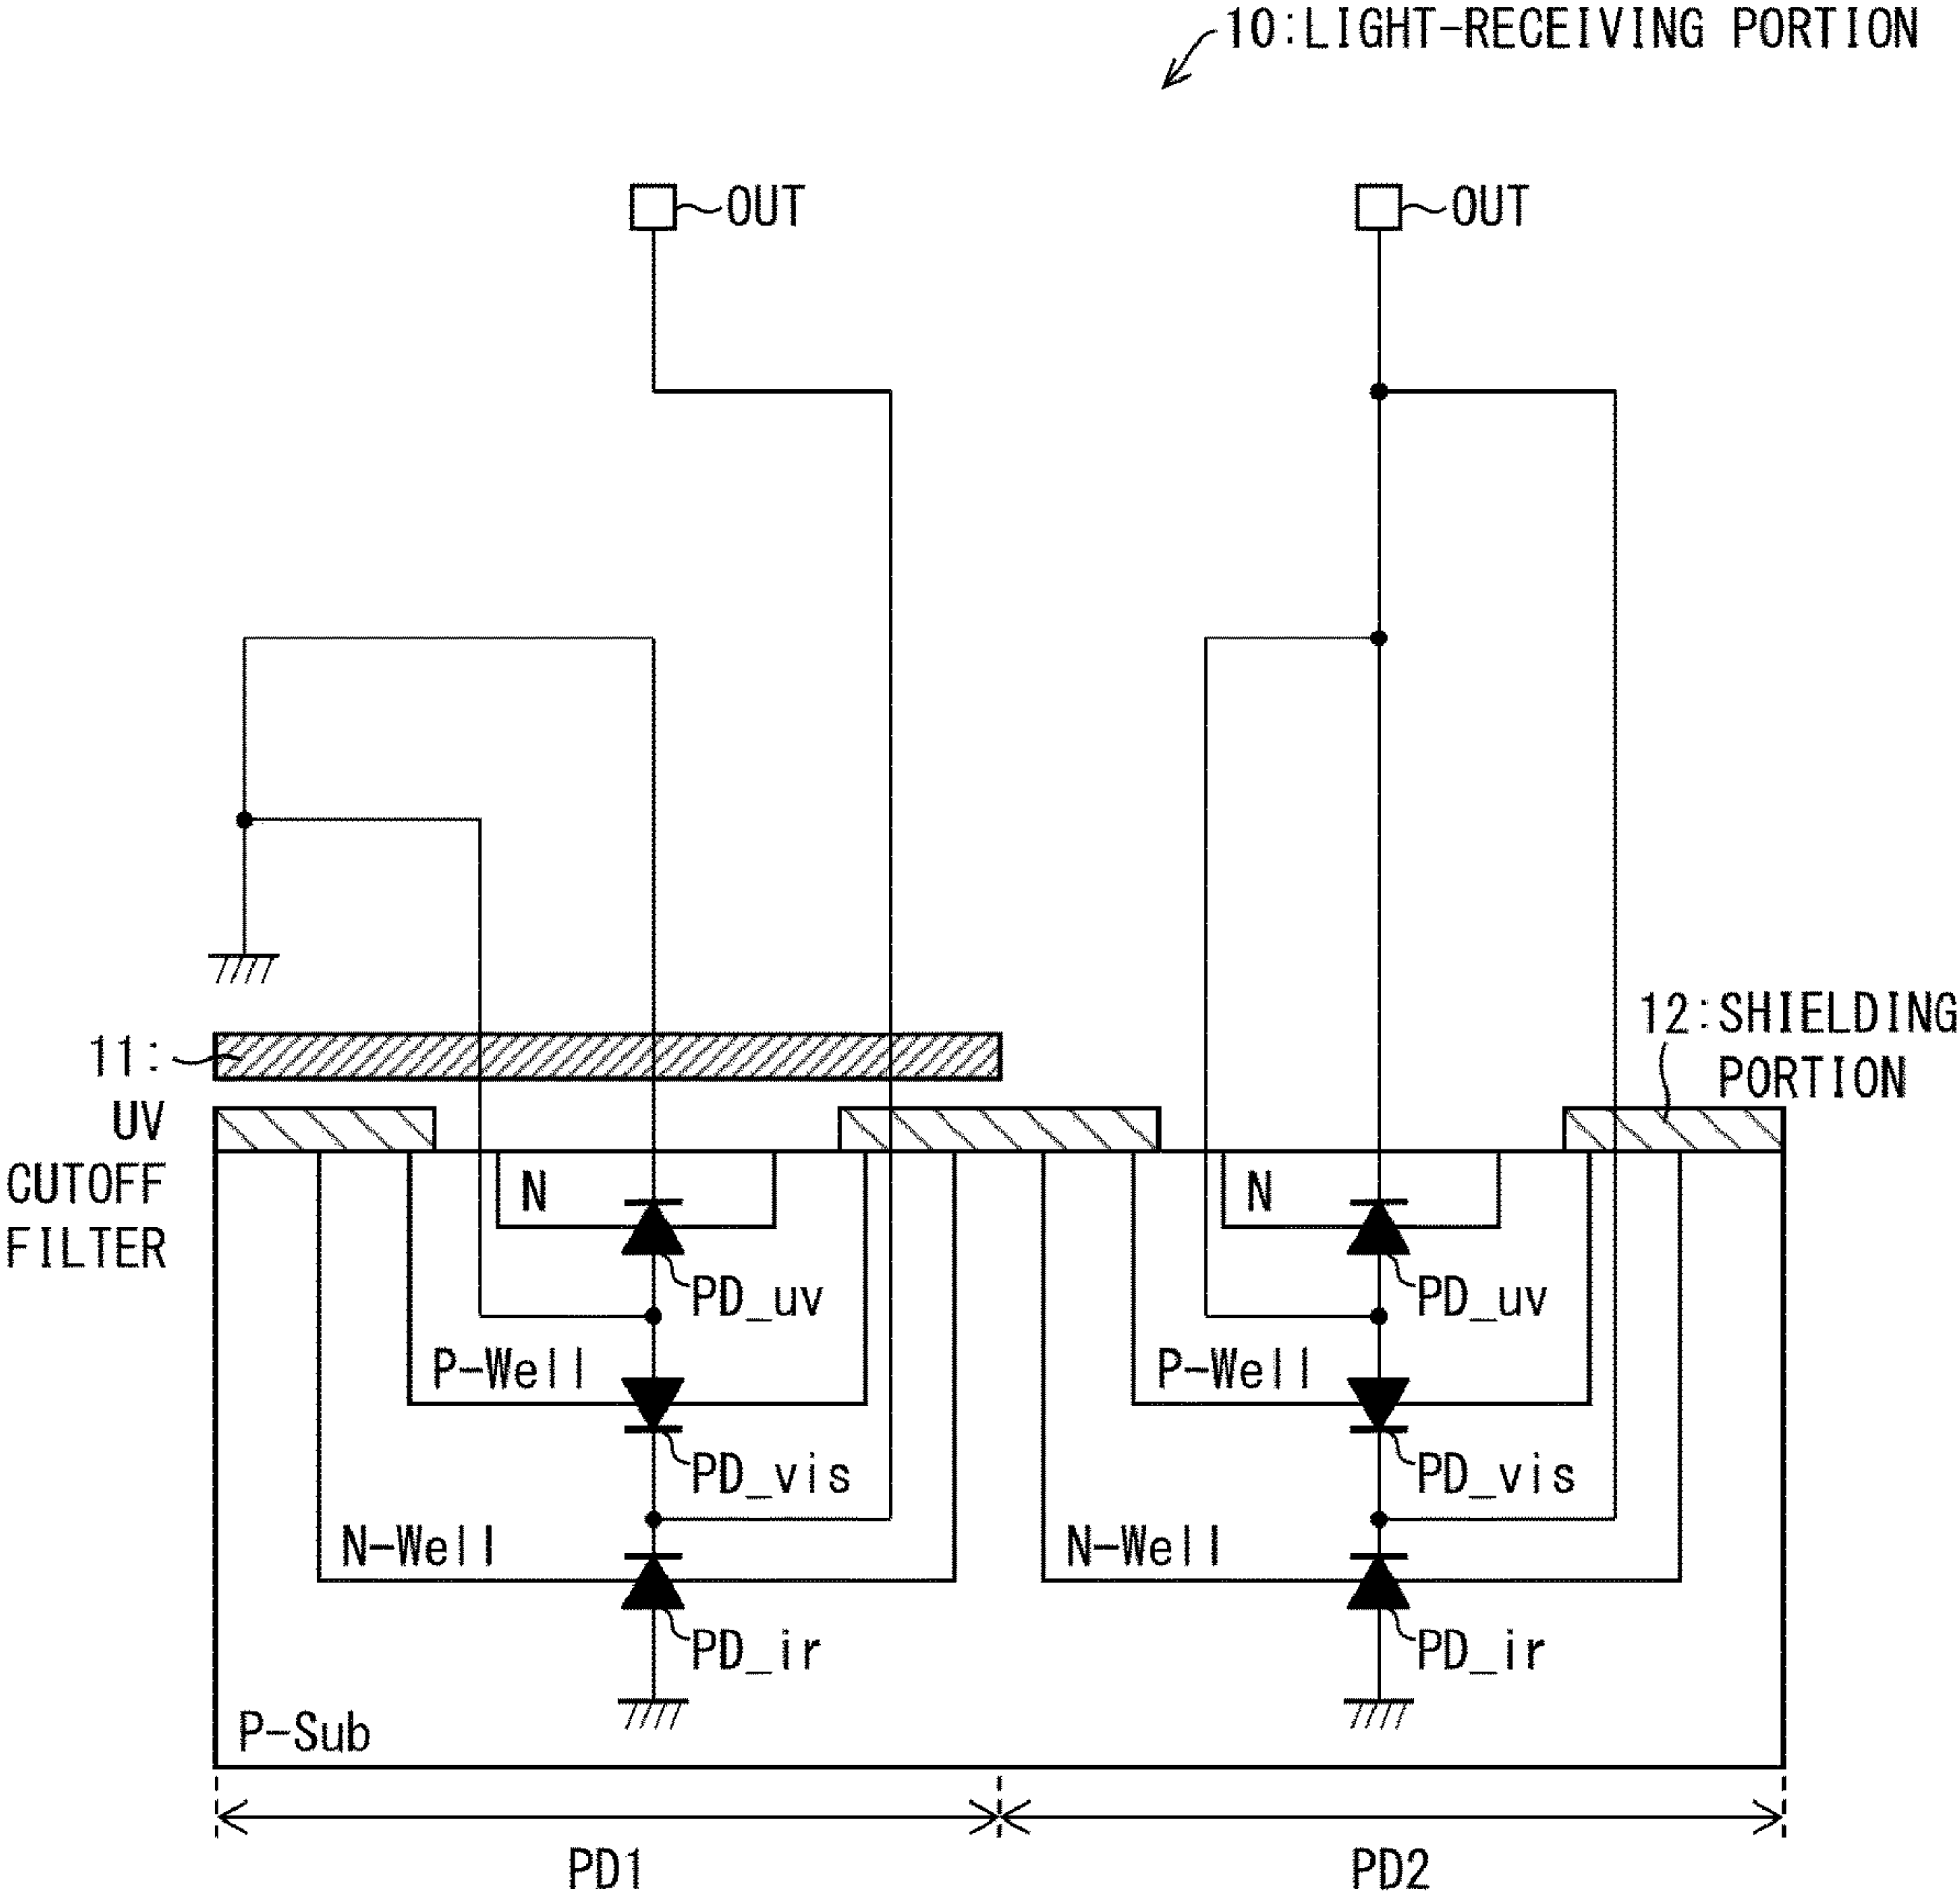 10:LIGHT-RECEIVING PORTION
OUT
OUT
12:SHIELDING
PORTION
11:
UV
CUTOFF
FILTER
N
N
PD_uv
PD_uv
P-Well
P-Well
PD_vis
PD_vis
N-Well
N-Well
PD_ir
PD_ir
P-Sub
PD1
PD2